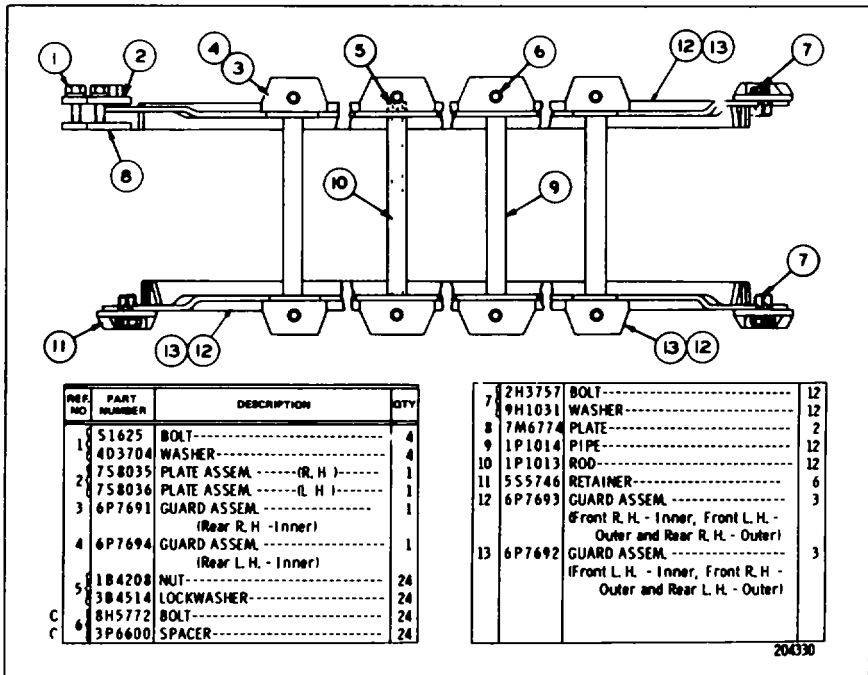 1
2
4
3
5
6
12 13
7
8
10
9
7
11
13 12
13 12
REF. NO PART NUMBER DESCRIPTION QTY
1 S1625 BOLT 4
4D3704 WASHER 4
2 7S8035 PLATE ASSEM. (R. H.) 1
7S8036 PLATE ASSEM. (L H) 1
3 6P7691 GUARD ASSEM. 1
(Rear R. H. - Inner)
4 6P7694 GUARD ASSEM. 1
(Rear L. H. - Inner)
5 1B4208 NUT 24
3B4514 LOCKWASHER 24
C 6 8H5772 BOLT 24
C 3P6600 SPACER 24
7 2H3757 BOLT 12
9H1031 WASHER 12
8 7M6774 PLATE 2
9 1P1014 PIPE 12
10 1P1013 ROD 12
11 5S5746 RETAINER 6
12 6P7693 GUARD ASSEM. 3
(Front R. H. - Inner, Front L. H. -
Outer and Rear R. H. - Outer)
13 6P7692 GUARD ASSEM. 3
(Front L. H. - Inner, Front R. H -
Outer and Rear L. H. - Outer)
204330